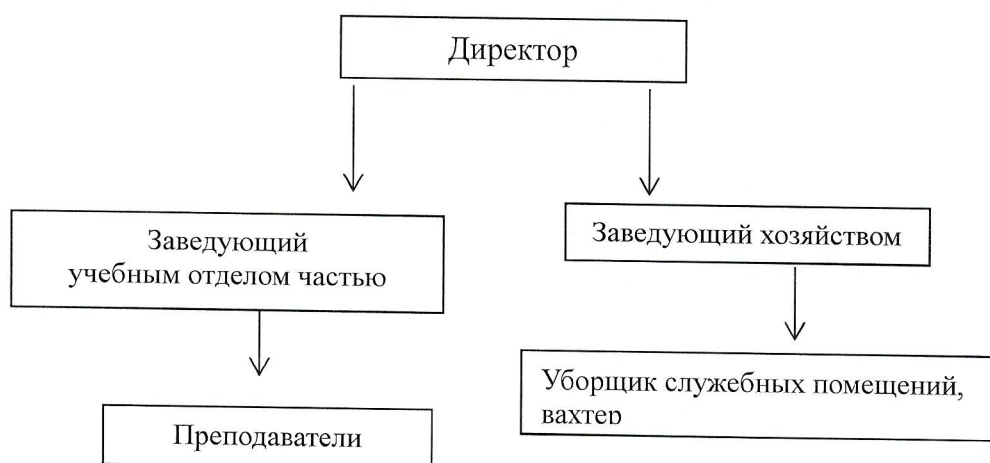 Директор
Заведующий
учебным отделом частью
Заведующий хозяйством
Преподаватели
Уборщик служебных помещений,
вахтер